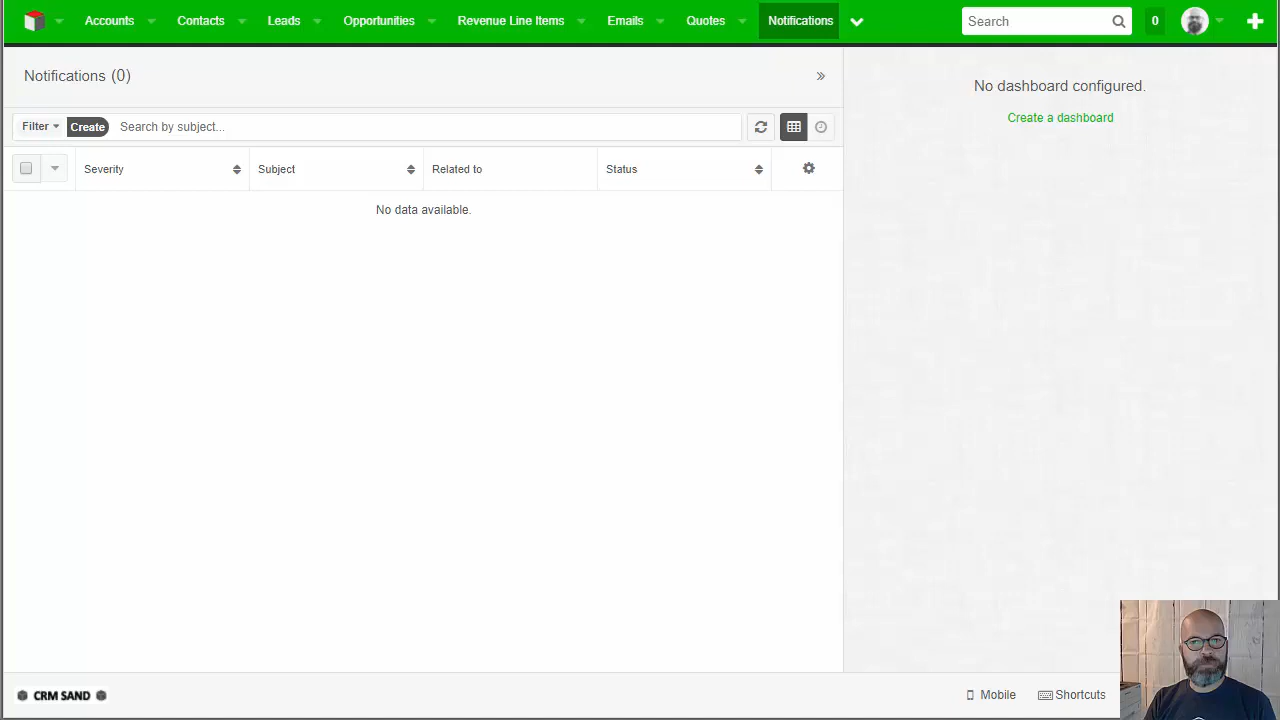 Accounts Contacts Leads Opportunities Revenue Line Items Emails Quotes Notifications Search 0
Notifications (0)
Filter Create Search by subject...
Severity Subject Related to Status
No data available.
No dashboard configured.
Create a dashboard
CRM SAND Mobile Shortcuts